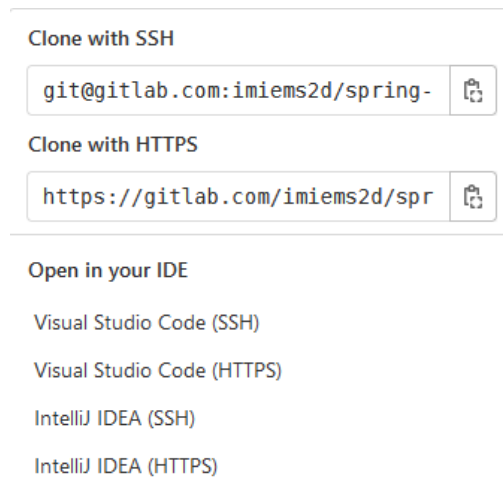 Clone with SSH
git@gitlab.com:imiems2d/spring-
Clone with HTTPS
https://gitlab.com/imiems2d/spr
Open in your IDE
Visual Studio Code (SSH)
Visual Studio Code (HTTPS)
IntelliJ IDEA (SSH)
IntelliJ IDEA (HTTPS)